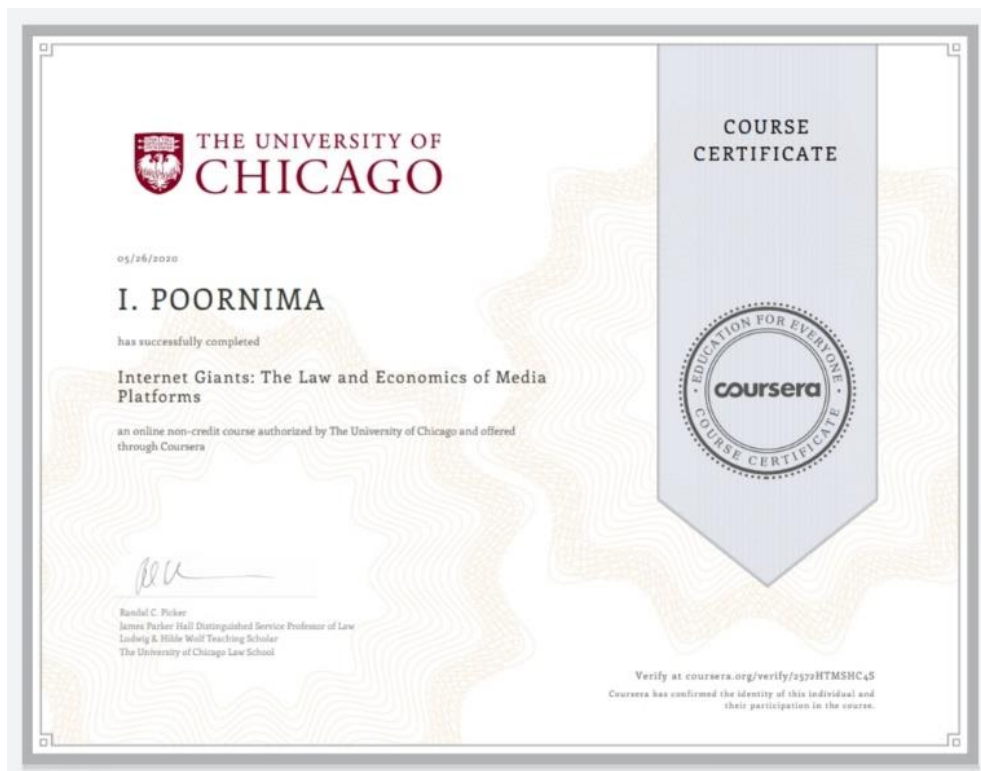 THE UNIVERSITY OF
CHICAGO
COURSE
CERTIFICATE
05/26/2020
I. POORNIMA
has successfully completed
Internet Giants: The Law and Economics of Media
Platforms
an online non-credit course authorized by The University of Chicago and offered
through Coursera
EDUCATION FOR EVERYONE
coursera
COURSE CERTIFICATE
Randal C. Picker
James Parker Hall Distinguished Service Professor of Law
Ludwig & Hilde Wolf Teaching Scholar
The University of Chicago Law School
Verify at coursera.org/verify/2572HTMSHC4S
Coursera has confirmed the identity of this individual and
their participation in the course.